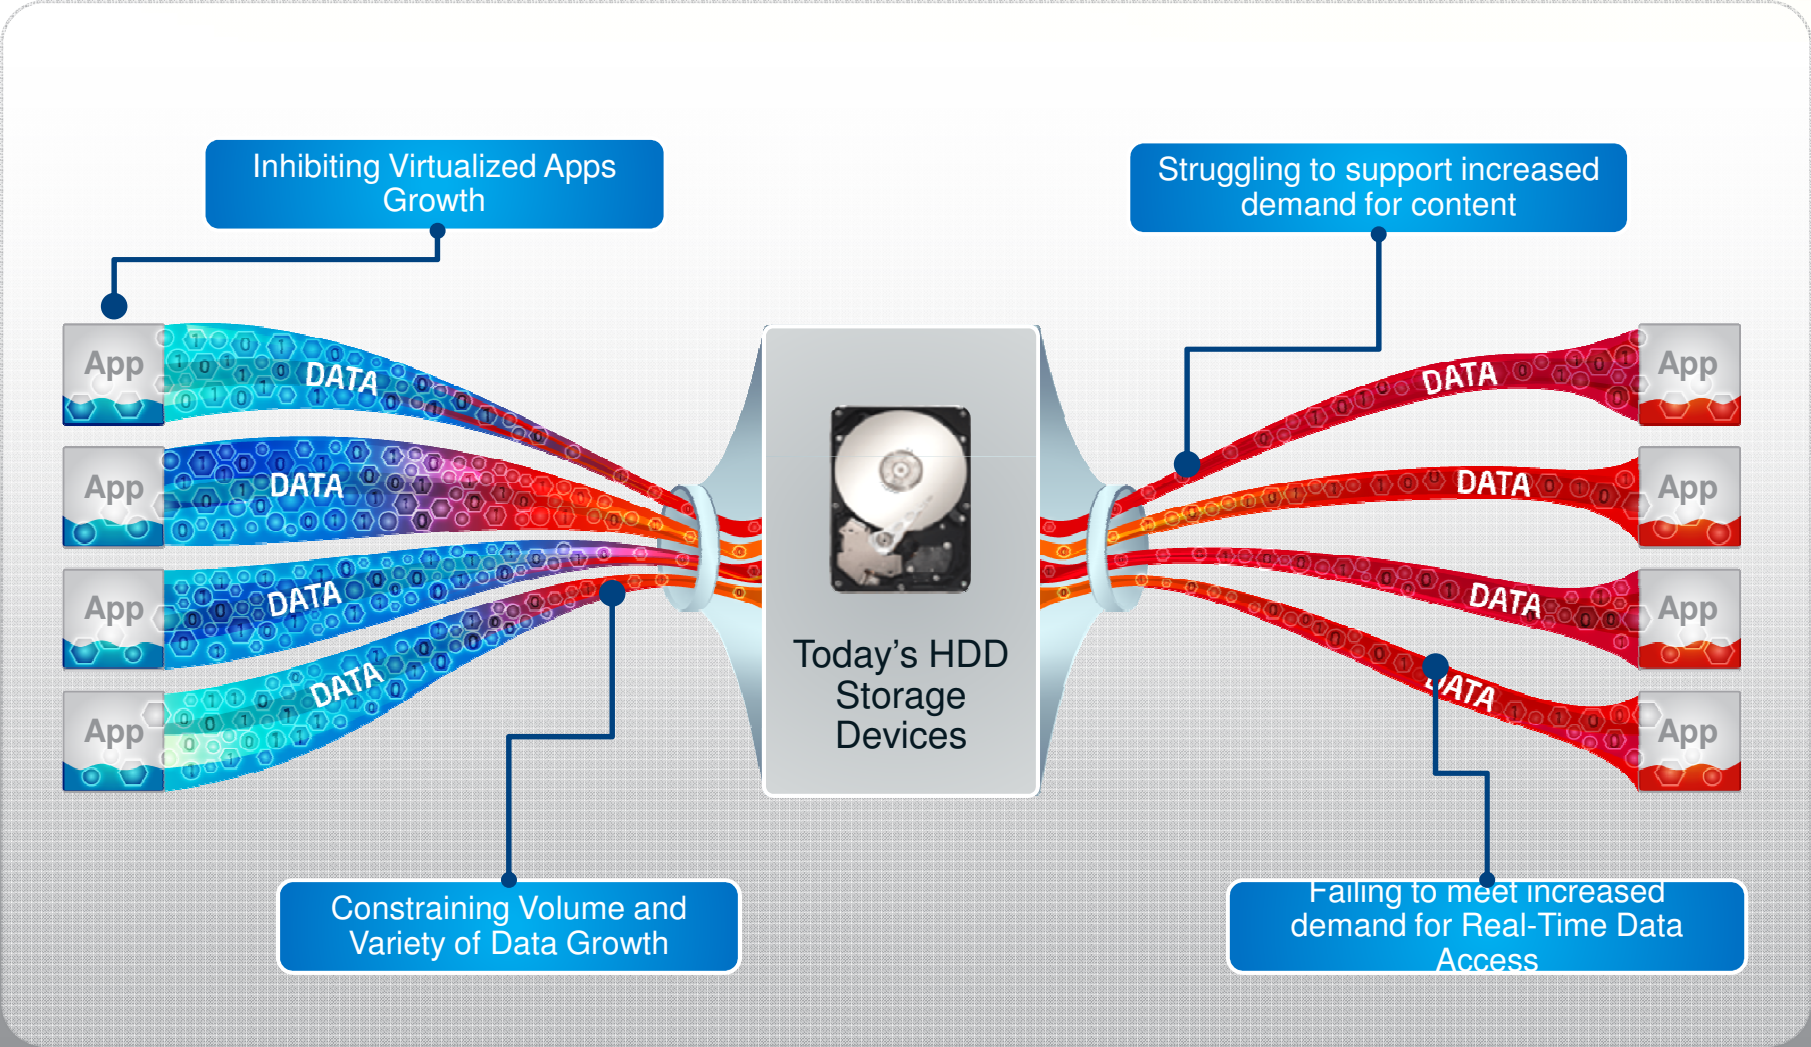 Inhibiting Virtualized Apps
Growth
Struggling to support increased
demand for content
App
DATA
App
DATA
App
DATA
App
DATA
Today's HDD
Storage
Devices
DATA
App
DATA
App
DATA
App
DATA
App
Constraining Volume and
Variety of Data Growth
Failing to meet increased
demand for Real-Time Data
Access